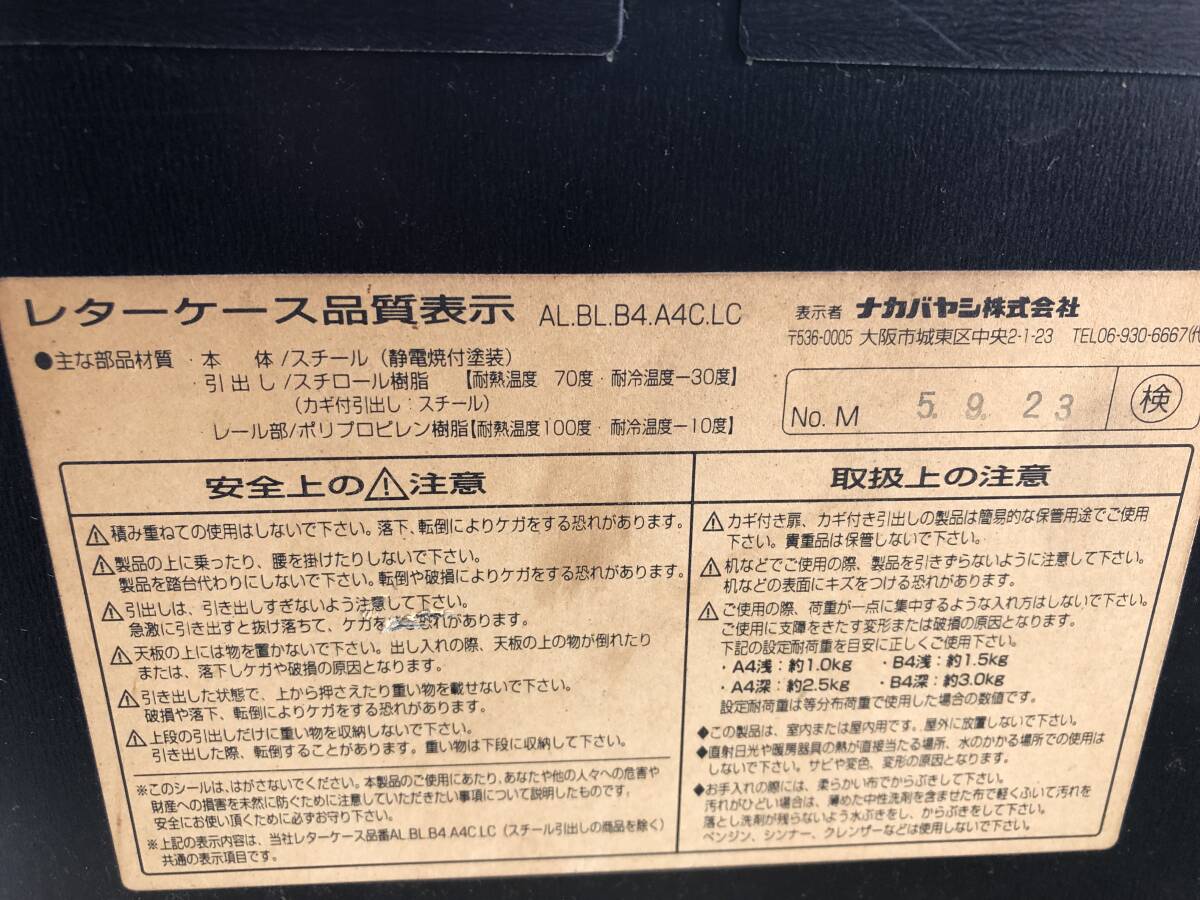 レターケース品質表示 AL.BL.B4.A4C.LC
表示者 ナカバヤシ株式会社
〒536-0005 大阪市城東区中央2-1-23 TEL06-930-6667(代
●主な部品材質・本 体/スチール(静電焼付塗装)
・引出し/スチロール樹脂 【耐熱温度 70度・耐冷温度−30度】
(カギ付引出し:スチール)
・レール部/ポリプロピレン樹脂【耐熱温度100度・耐冷温度−10度】
No. M 5. 9. 23 検
安全上の⚠注意
⚠積み重ねての使用はしないで下さい。落下、転倒によりケガをする恐れがあります。
⚠製品の上に乗ったり、腰を掛けたりしないで下さい。
製品を踏台代わりにしないで下さい。転倒や破損によりケガをする恐れがあります。
⚠引出しは、引き出しすぎないよう注意して下さい。
急激に引き出すと抜け落ちて、ケガを 恐れがあります。
⚠天板の上には物を置かないで下さい。出し入れの際、天板の上の物が倒れたり
または、落下しケガや破損の原因となります。
⚠引き出した状態で、上から押さえたり重い物を載せないで下さい。
破損や落下、転倒によりケガをする恐れがあります。
⚠上段の引出しだけに重い物を収納しないで下さい。
引き出した際、転倒することがあります。重い物は下段に収納して下さい。
※このシールは、はがさないでください。本製品のご使用にあたり、あなたや他の人々への危害や
財産への損害を未然に防ぐために注意していただきたい事項について説明したものです。
安全にお使い頂くために必ずお守り下さい。
※上記の表示内容は、当社レターケース品番AL.BL.B4.A4C.LC(スチール引出しの商品を除く)
共通の表示項目です。
取扱上の注意
⚠カギ付き扉、カギ付き引出しの製品は簡易的な保管用途でご使用
下さい。貴重品は保管しないで下さい。
⚠机などでご使用の際、製品を引きずらないように注意して下さい。
机などの表面にキズをつける恐れがあります。
⚠ご使用の際、荷重が一点に集中するような入れ方はしないで下さい。
ご使用に支障をきたす変形または破損の原因となります。
下記の設定耐荷重を目安に正しくご使用下さい。
・A4浅:約1.0kg ・B4浅:約1.5kg
・A4深:約2.5kg ・B4深:約3.0kg
設定耐荷重は等分布荷重で使用した場合の数値です。
◆この製品は、室内または屋内用です。屋外に放置しないで下さい。
◆直射日光や暖房器具の熱が直接当たる場所、水のかかる場所での使用は
しないで下さい。サビや変色、変形の原因となります。
◆お手入れの際には、柔らかい布でからぶきして下さい。
汚れがひどい場合は、薄めた中性洗剤を含ませた布で軽くふいて汚れを
落とし洗剤が残らないよう水ぶきをし、からぶきをして下さい。
ベンジン、シンナー、クレンザーなどは使用しないで下さい。